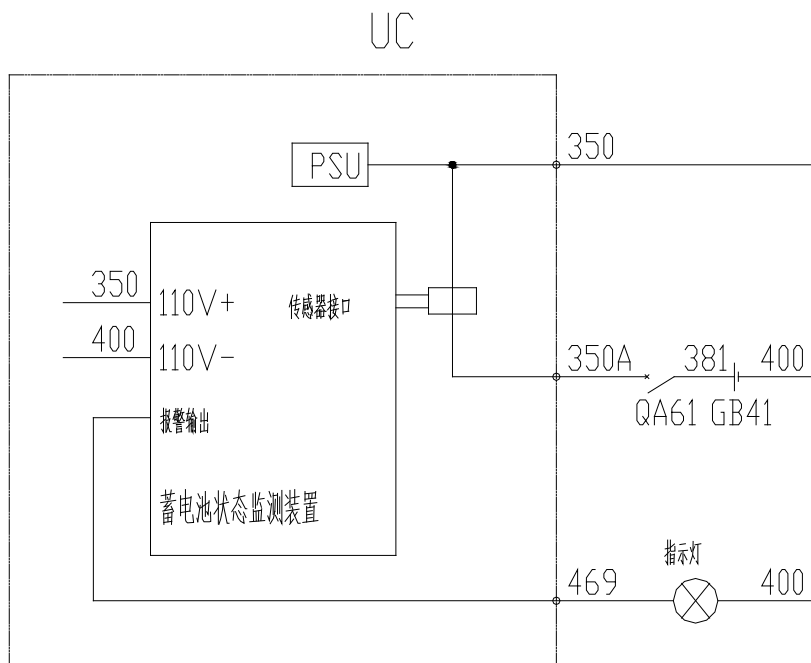 UC
350
PSU
350
110V+
传感器接口
400
110V-
350A
381
400
QA61 GB41
报警输出
蓄电池状态监测装置
指示灯
469
400